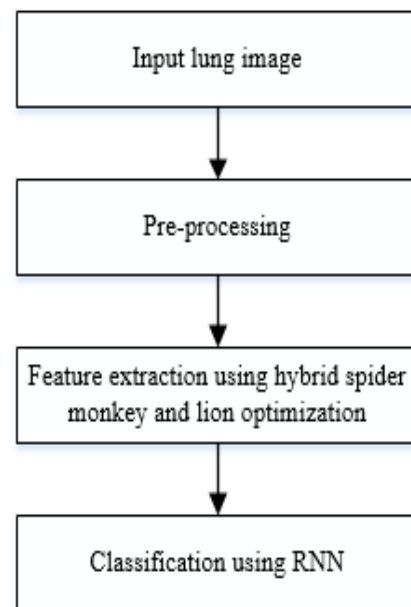 Input lung image
Pre-processing
Feature extraction using hybrid spider
monkey and lion optimization
Classification using RNN